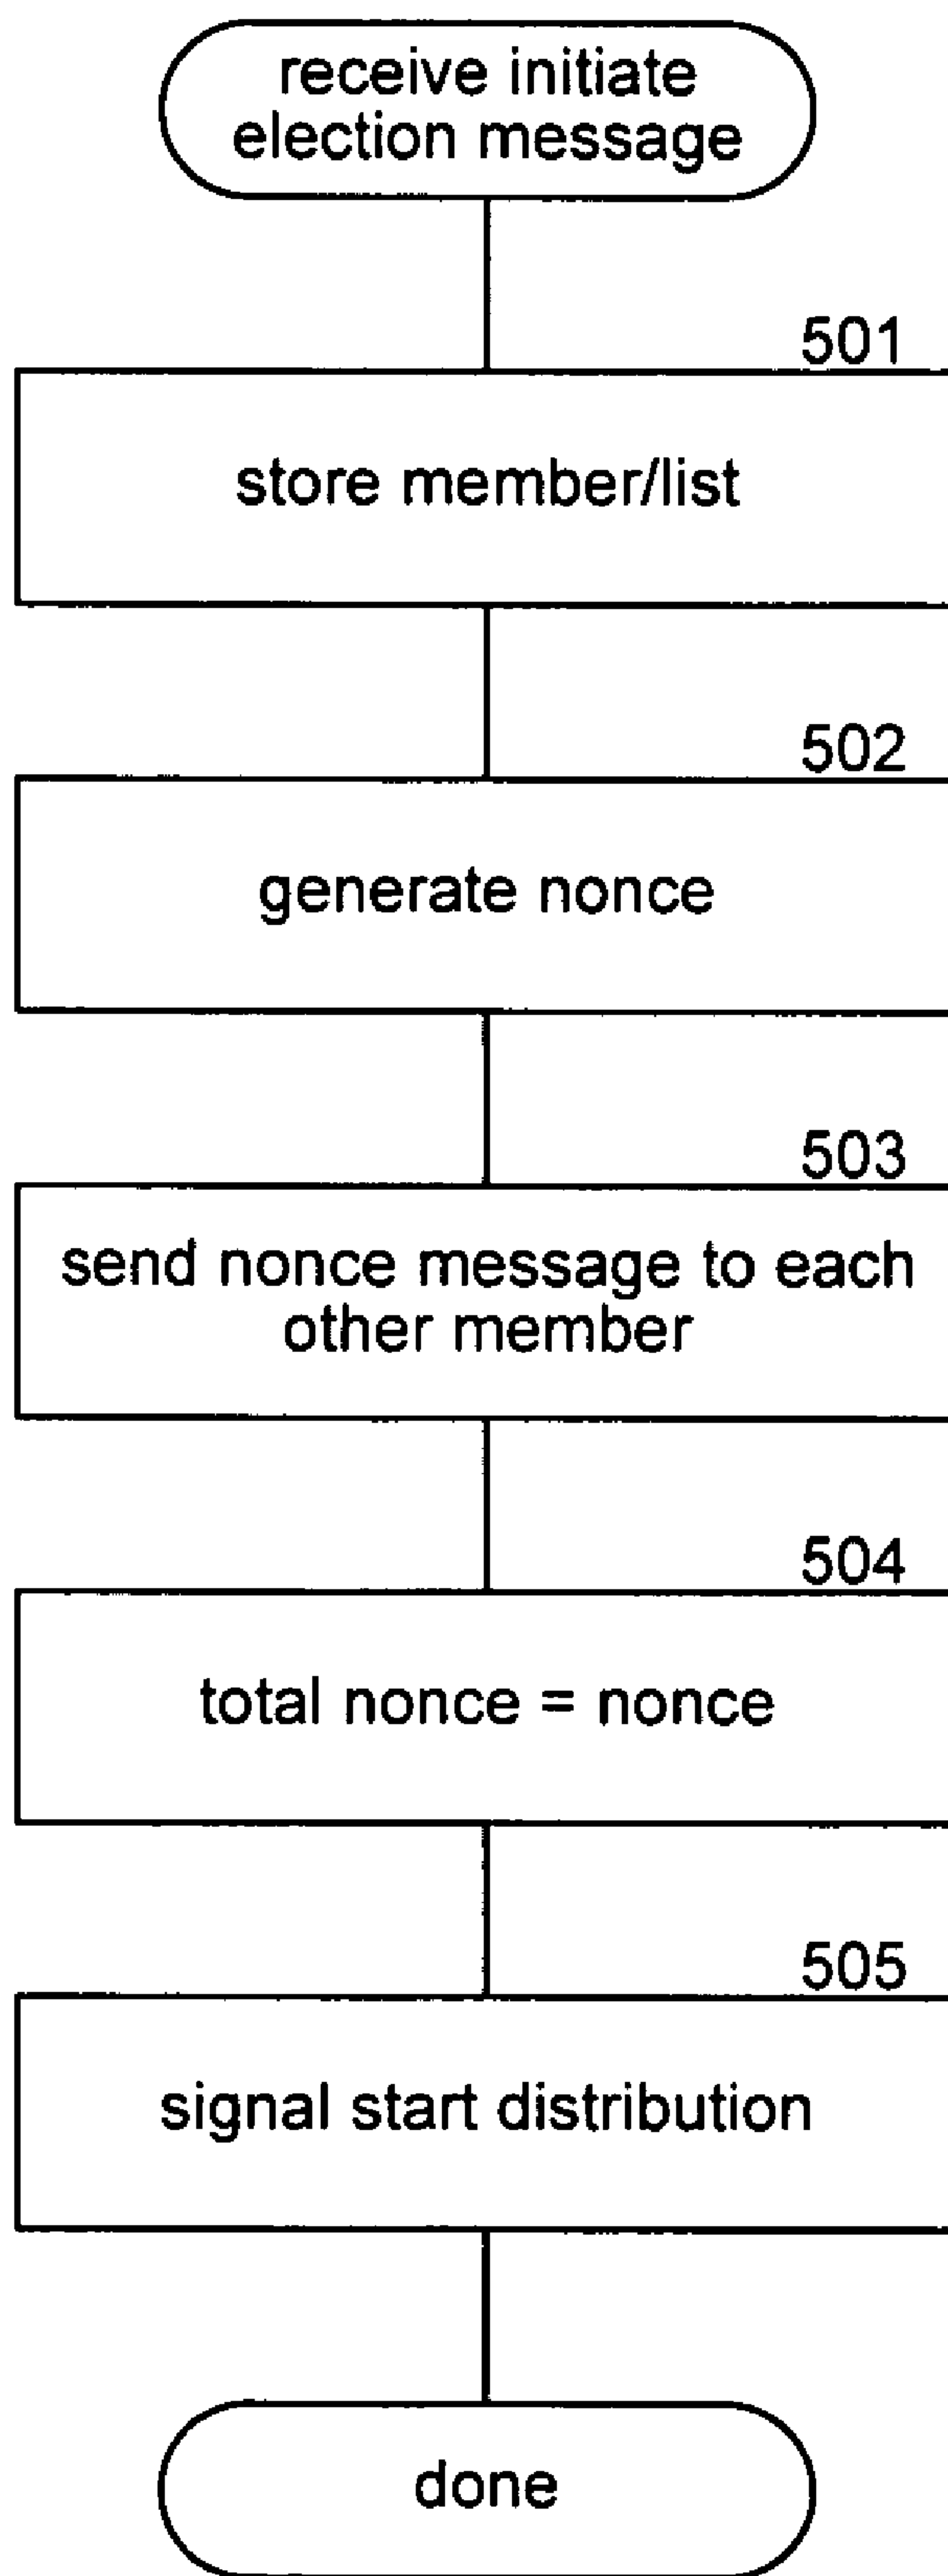 receive initiate
election message
501
store member/list
502
generate nonce
503
send nonce message to each
other member
504
total nonce = nonce
505
signal start distribution
done